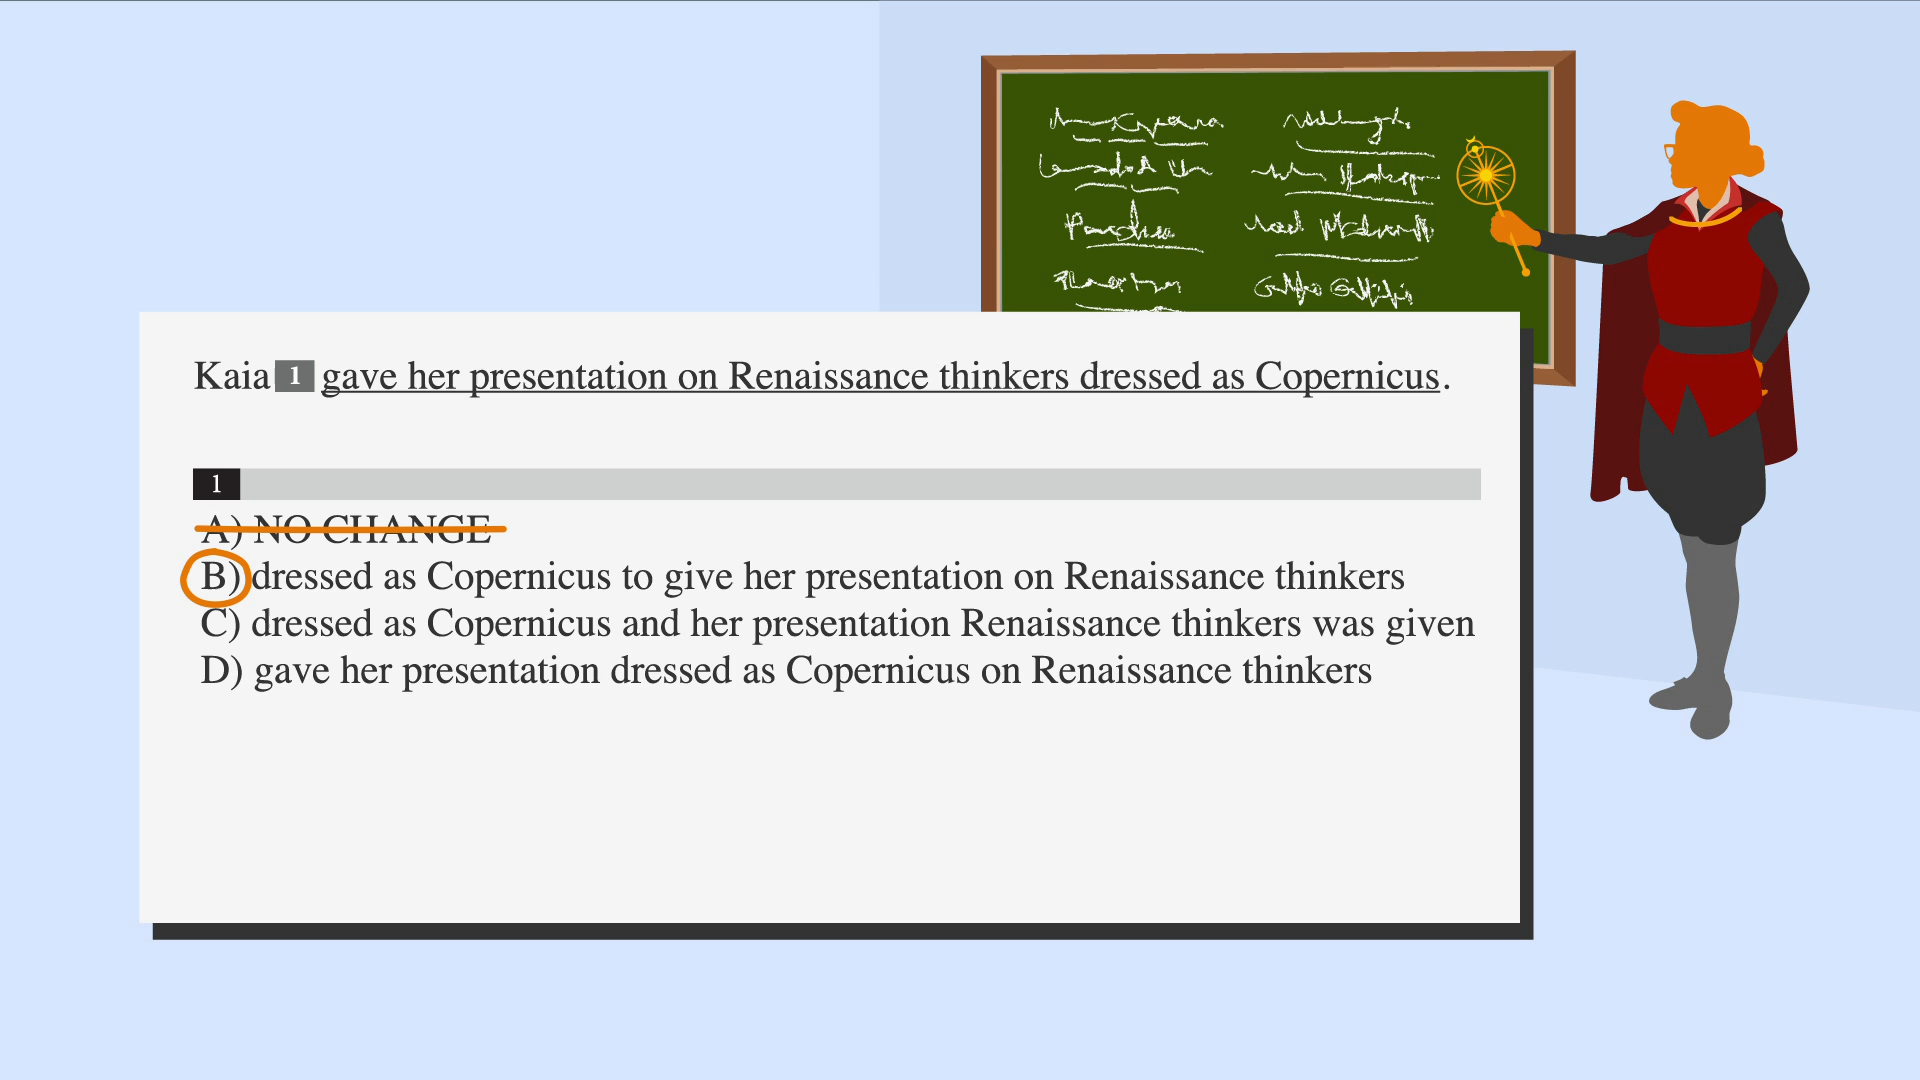 Kaia 1 gave her presentation on Renaissance thinkers dressed as Copernicus.
1
A) NO CHANGE
B) dressed as Copernicus to give her presentation on Renaissance thinkers
C) dressed as Copernicus and her presentation Renaissance thinkers was given
D) gave her presentation dressed as Copernicus on Renaissance thinkers